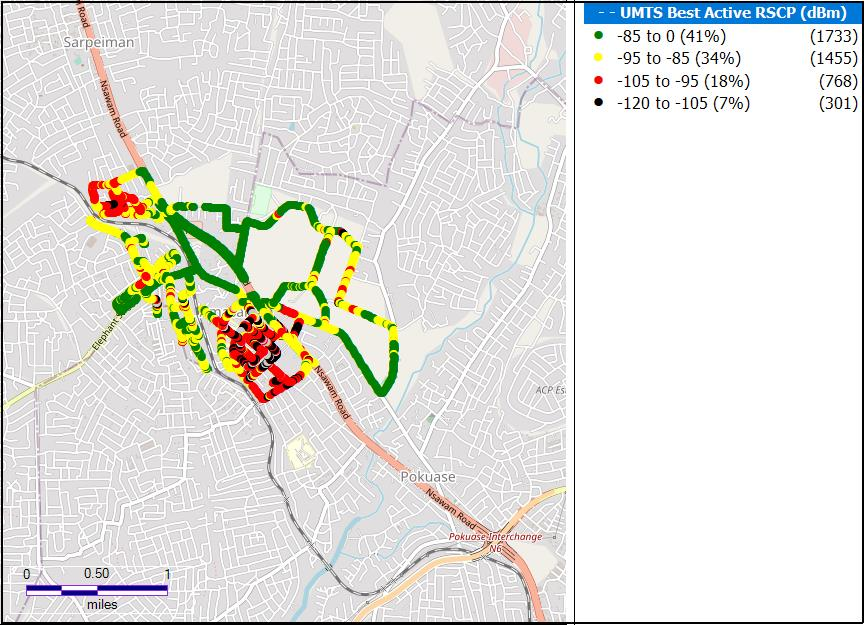 Sarpeiman
Nsawam Road
Elephant
Nsawam Road
ACP Est
Pokuase
Nsawam Road
Pokuase Interchange
N6
0 0.50 1
miles
- - UMTS Best Active RSCP (dBm)
-85 to 0 (41%) (1733)
-95 to -85 (34%) (1455)
-105 to -95 (18%) (768)
-120 to -105 (7%) (301)